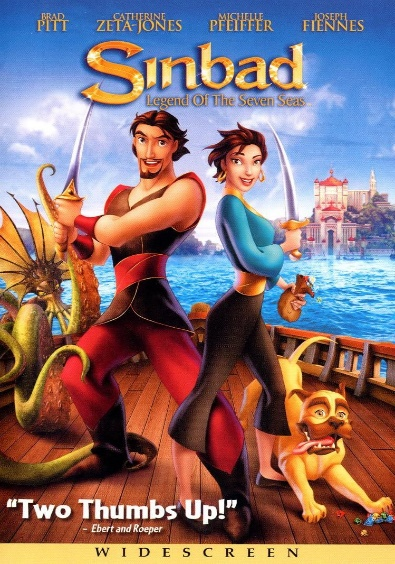 BRAD CATHERINE MICHELLE JOSEPH
PITT ZETA-JONES PFEIFFER FIENNES
Sinbad
Legend Of The Seven Seas
"Two Thumbs Up!"
– Ebert and Roeper
WIDESCREEN